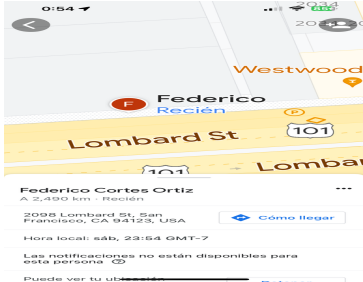 0:54
2034
Westwood
F Federico
Recién
Lombard St
101
101
Lombar
Federico Cortes Ortiz
A 2,490 km · Recién
2098 Lombard St, San
Francisco, CA 94123, USA
Cómo llegar
Hora local: sáb, 23:54 GMT-7
Las notificaciones no están disponibles para
esta persona
Puede ver tu ubicación